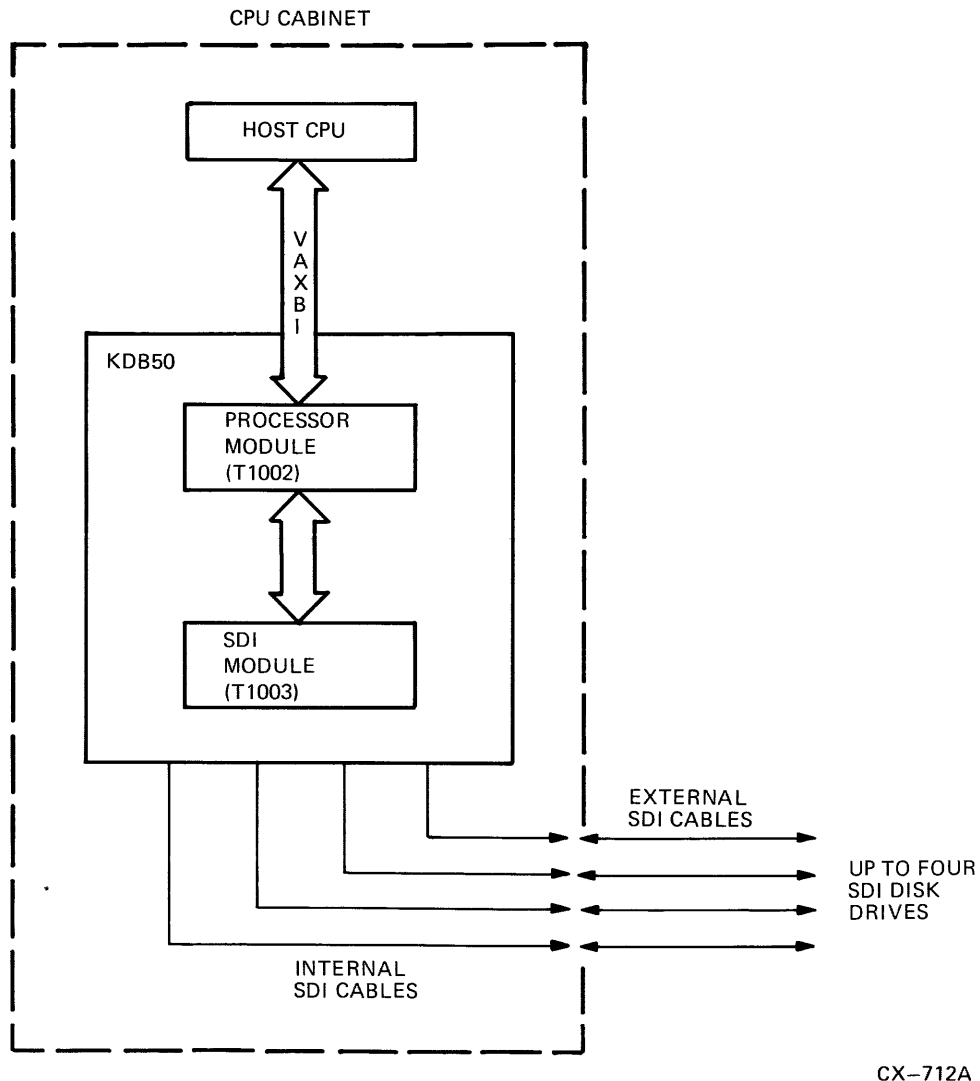 CPU CABINET
HOST CPU
VAXBI
KDB50
PROCESSOR
MODULE
(T1002)
SDI
MODULE
(T1003)
EXTERNAL
SDI CABLES
UP TO FOUR
SDI DISK
DRIVES
INTERNAL
SDI CABLES
CX–712A